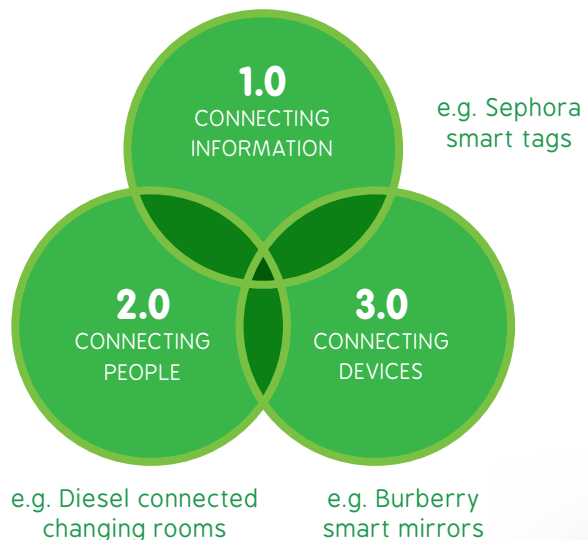 1.0
CONNECTING
INFORMATION
e.g. Sephora
smart tags
2.0
CONNECTING
PEOPLE
3.0
CONNECTING
DEVICES
e.g. Diesel connected
changing rooms
e.g. Burberry
smart mirrors